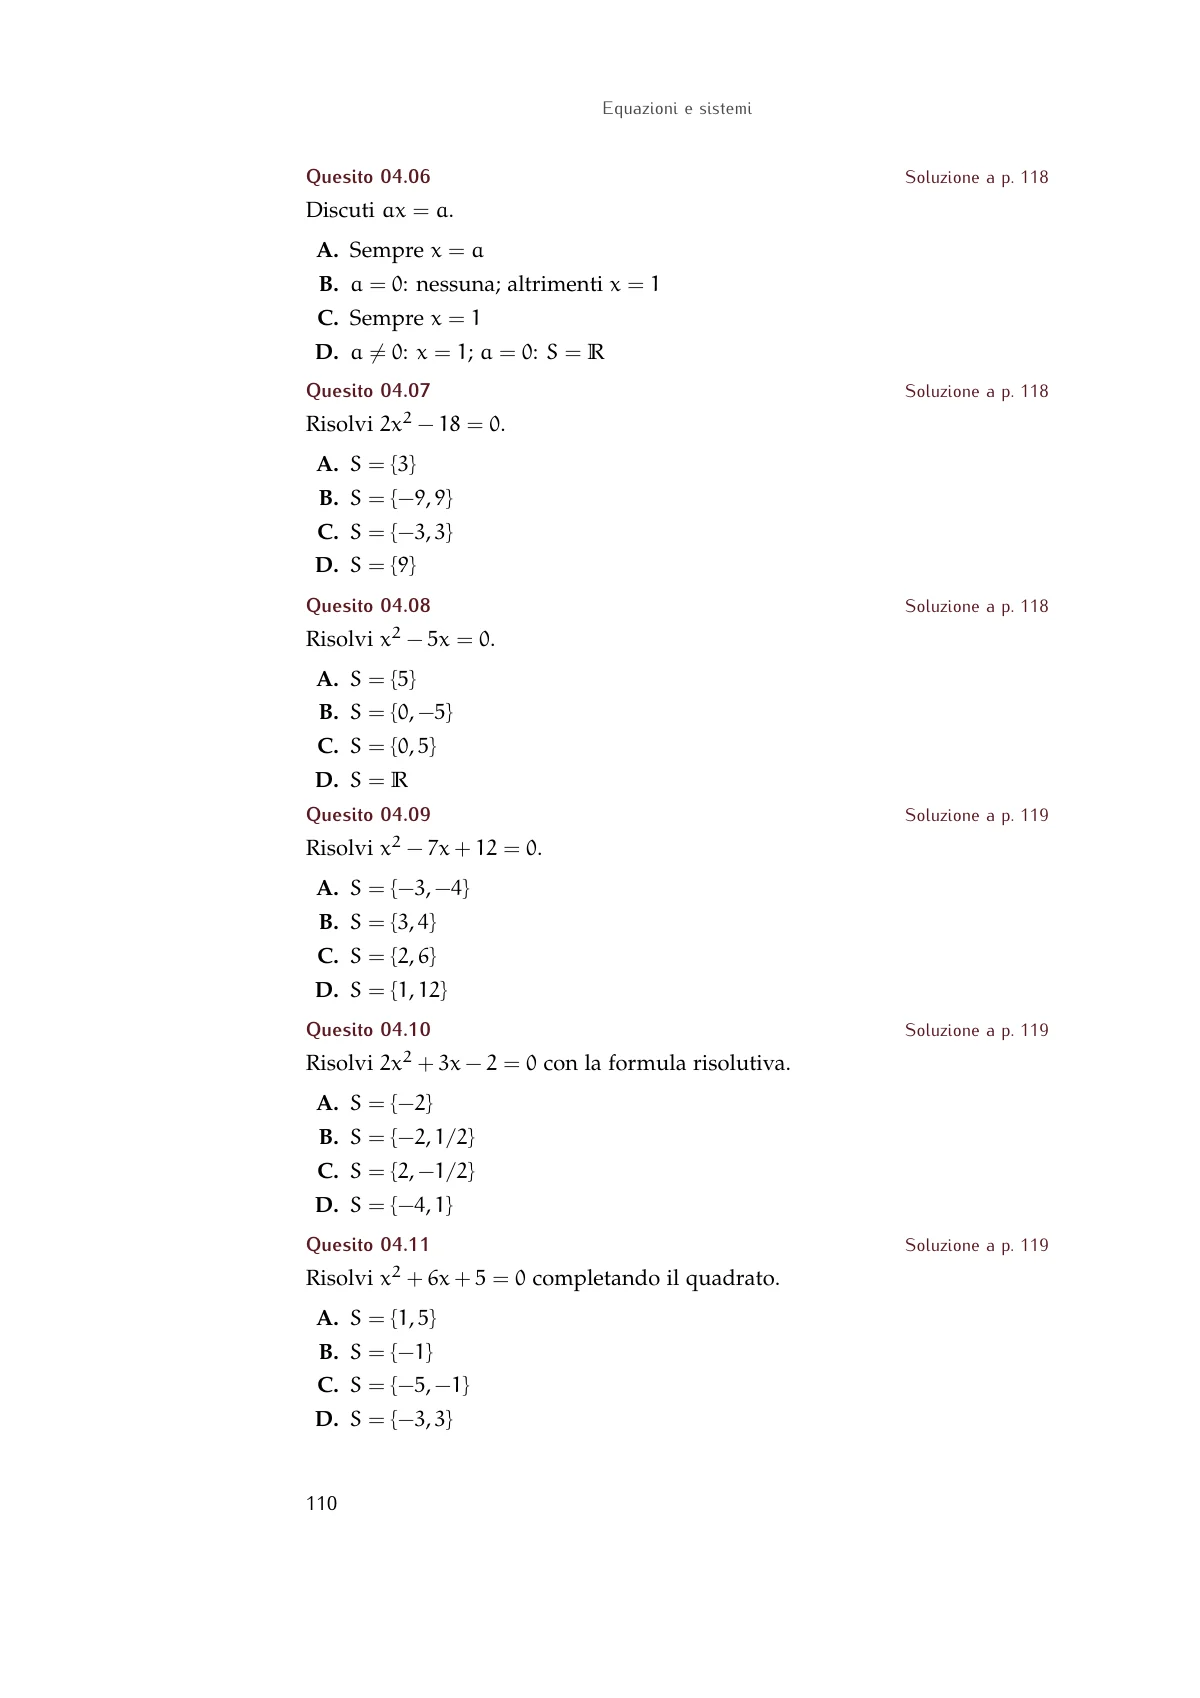 Equazioni e sistemi
Quesito 04.06 Soluzione a p. 118
Discuti ax = a.
A. Sempre x = a
B. a = 0: nessuna; altrimenti x = 1
C. Sempre x = 1
D. a ≠ 0: x = 1; a = 0: S = ℝ
Quesito 04.07 Soluzione a p. 118
Risolvi 2x² − 18 = 0.
A. S = {3}
B. S = {−9, 9}
C. S = {−3, 3}
D. S = {9}
Quesito 04.08 Soluzione a p. 118
Risolvi x² − 5x = 0.
A. S = {5}
B. S = {0, −5}
C. S = {0, 5}
D. S = ℝ
Quesito 04.09 Soluzione a p. 119
Risolvi x² − 7x + 12 = 0.
A. S = {−3, −4}
B. S = {3, 4}
C. S = {2, 6}
D. S = {1, 12}
Quesito 04.10 Soluzione a p. 119
Risolvi 2x² + 3x − 2 = 0 con la formula risolutiva.
A. S = {−2}
B. S = {−2, 1/2}
C. S = {2, −1/2}
D. S = {−4, 1}
Quesito 04.11 Soluzione a p. 119
Risolvi x² + 6x + 5 = 0 completando il quadrato.
A. S = {1, 5}
B. S = {−1}
C. S = {−5, −1}
D. S = {−3, 3}
110